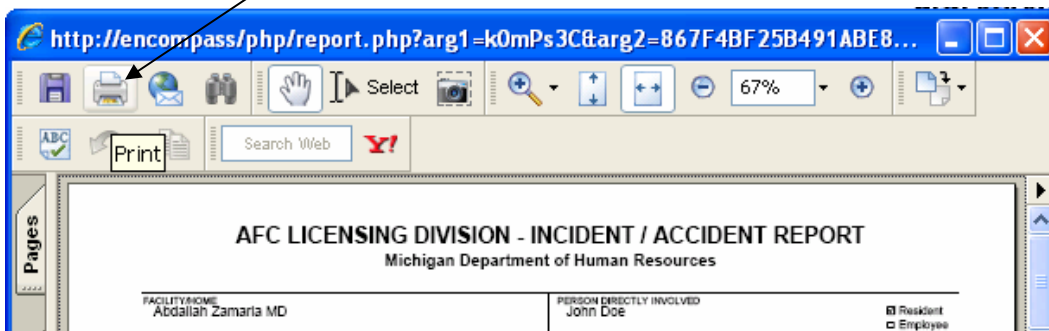 http://encompass/php/report.php?arg1=k0mPs3C&arg2=867F4BF25B491ABE8...
Select
67%
ABC
Print
Search Web
Y!
Pages
AFC LICENSING DIVISION - INCIDENT / ACCIDENT REPORT
Michigan Department of Human Resources
FACILITY/HOME
Abdallah Zamaria MD
PERSON DIRECTLY INVOLVED
John Doe
Resident
Employee